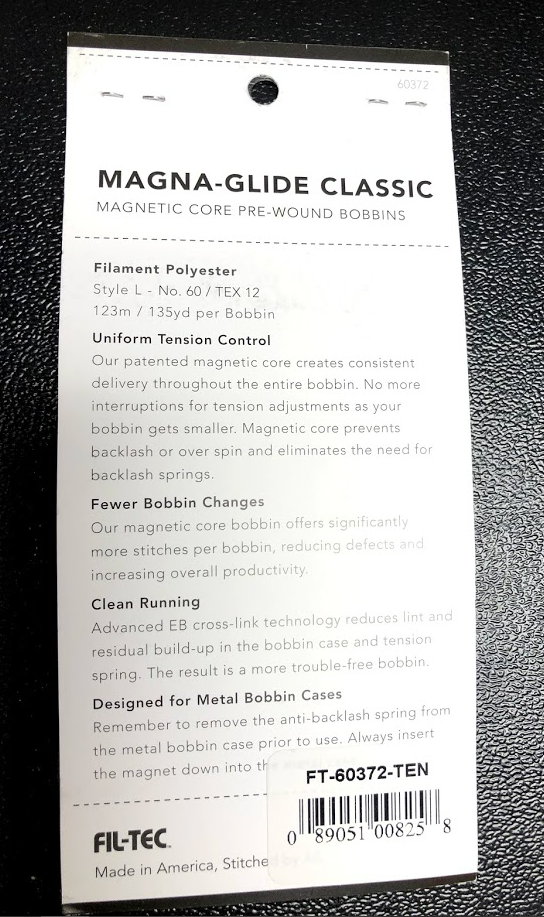 60372
MAGNA-GLIDE CLASSIC
MAGNETIC CORE PRE-WOUND BOBBINS
Filament Polyester
Style L - No. 60 / TEX 12
123m / 135yd per Bobbin
Uniform Tension Control
Our patented magnetic core creates consistent
delivery throughout the entire bobbin. No more
interruptions for tension adjustments as your
bobbin gets smaller. Magnetic core prevents
backlash or over spin and eliminates the need for
backlash springs.
Fewer Bobbin Changes
Our magnetic core bobbin offers significantly
more stitches per bobbin, reducing defects and
increasing overall productivity.
Clean Running
Advanced EB cross-link technology reduces lint and
residual build-up in the bobbin case and tension
spring. The result is a more trouble-free bobbin.
Designed for Metal Bobbin Cases
Remember to remove the anti-backlash spring from
the metal bobbin case prior to use. Always insert
the magnet down into
FT-60372-TEN
0 89051 00825 8
FIL-TEC
Made in America, Stitched by